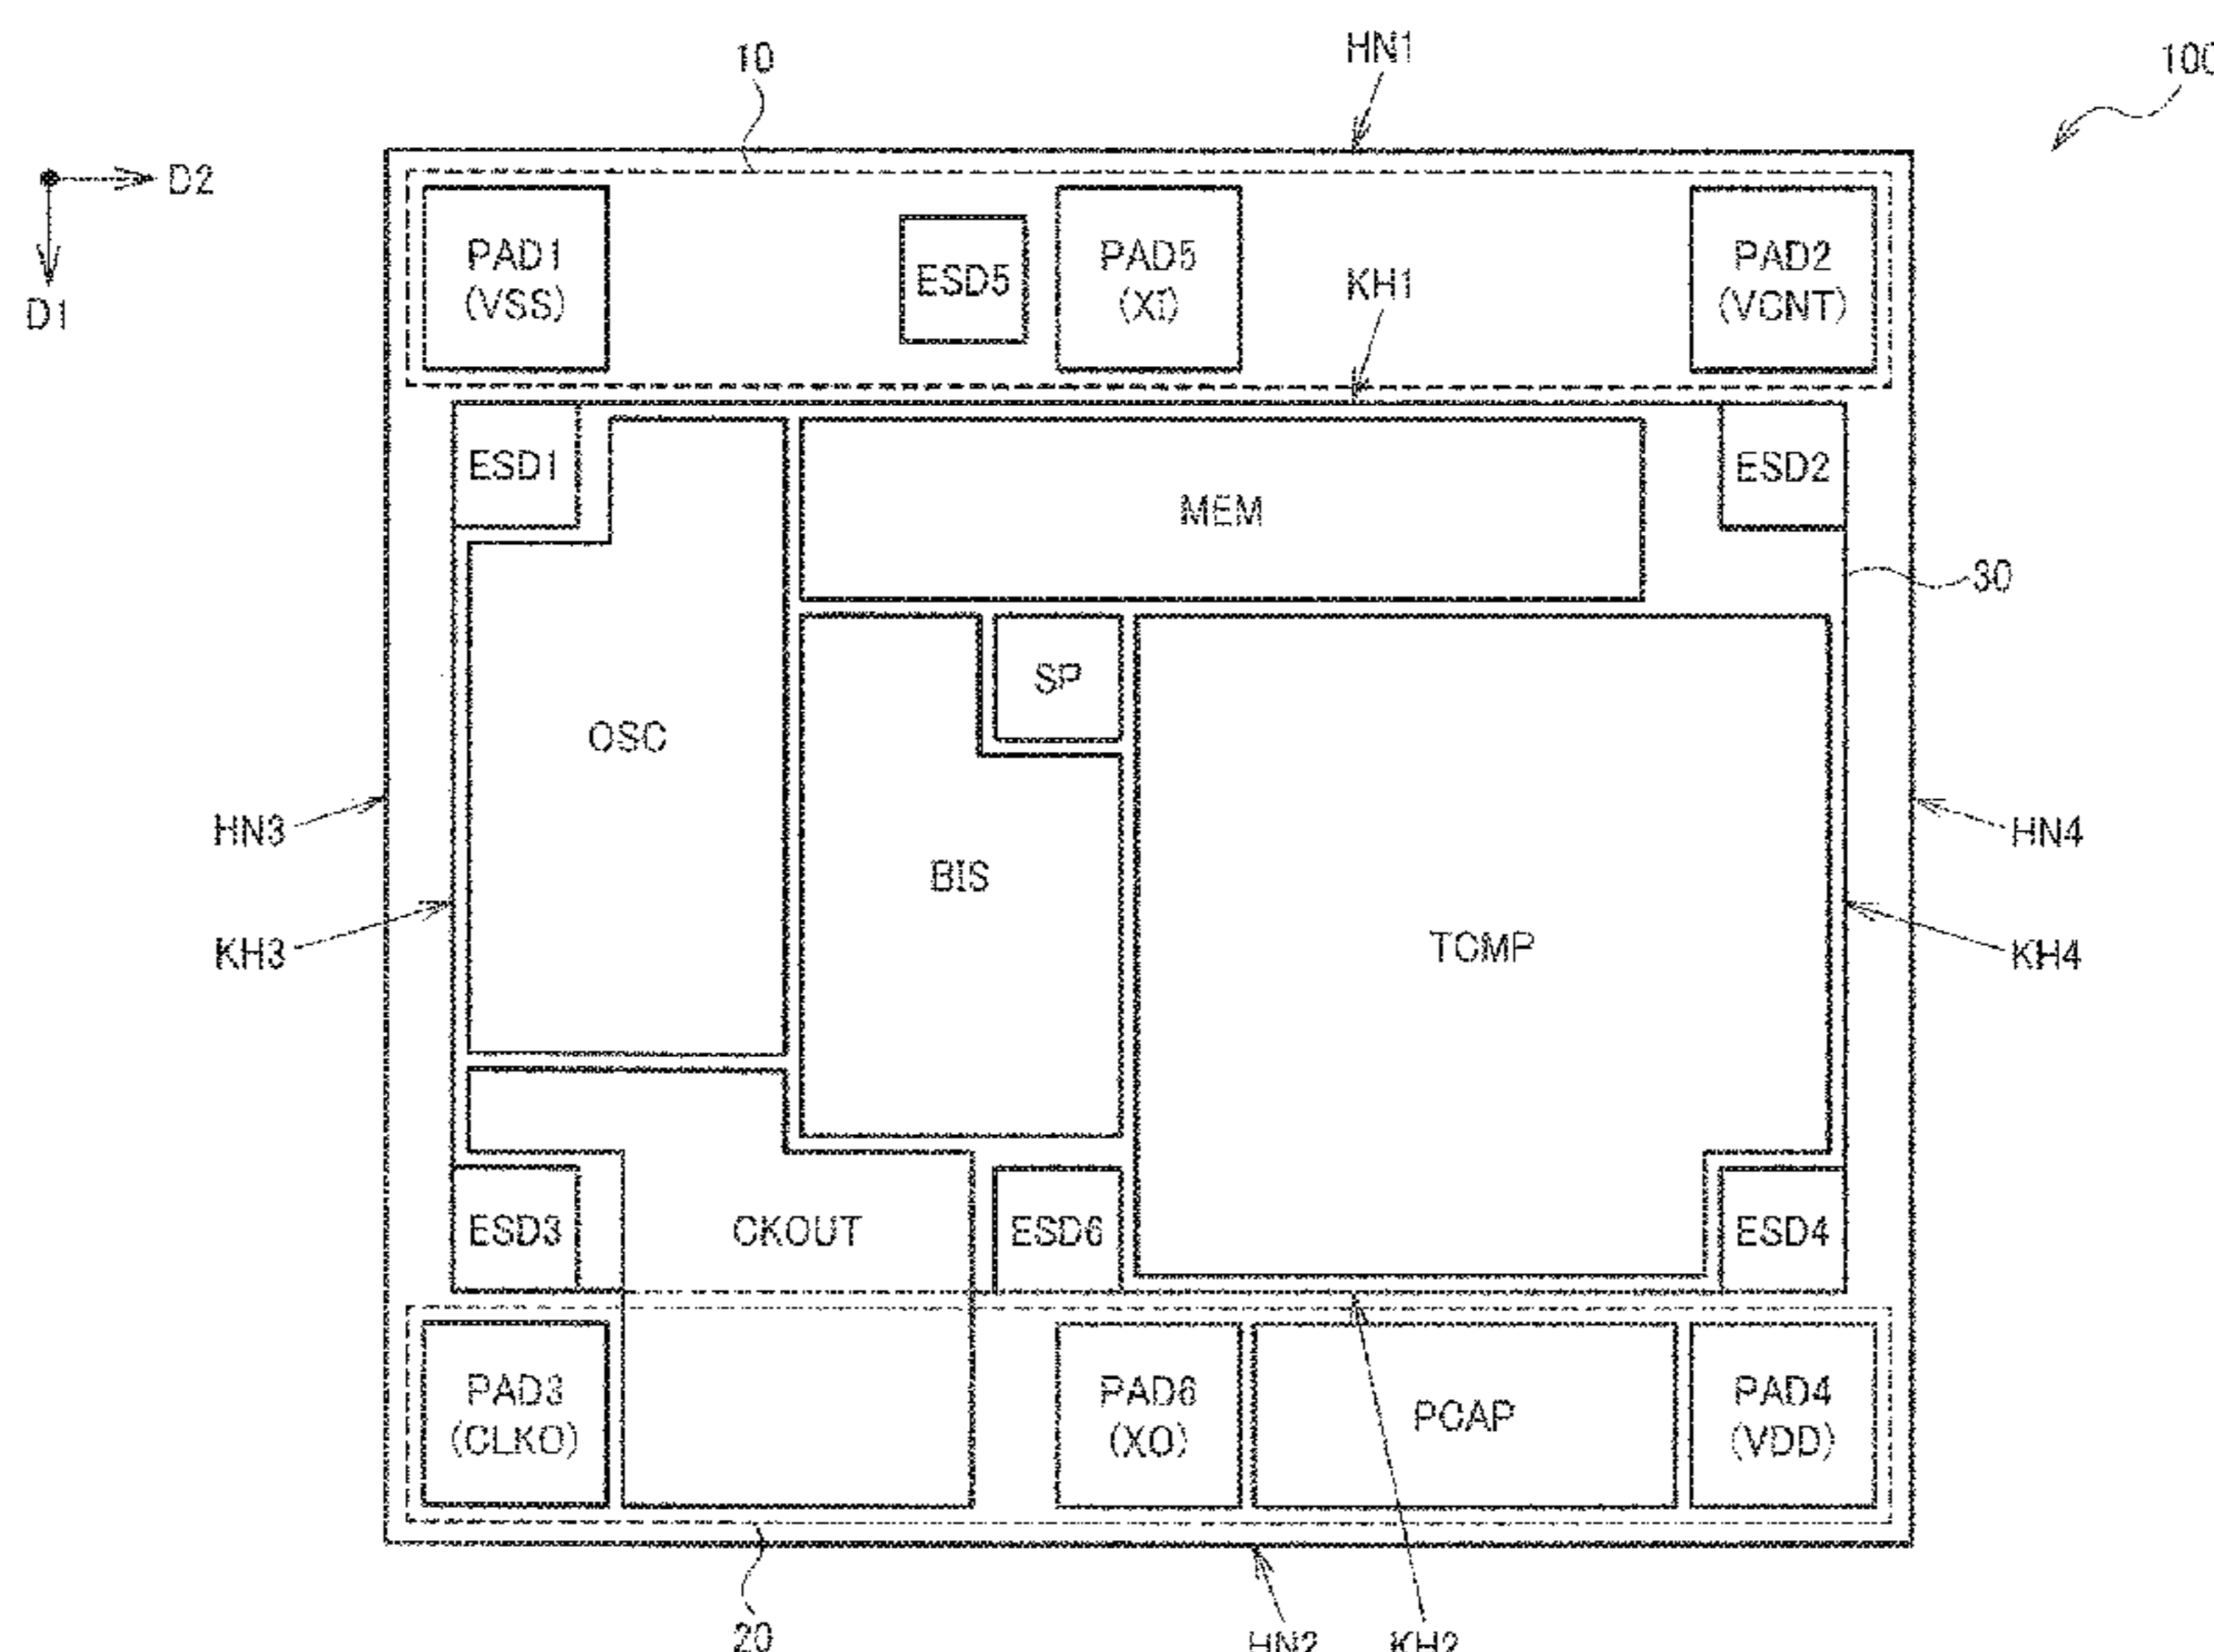 10
HN1
100
D2
D1
PAD1
(VSS)
ESD5
PAD5
(XI)
KH1
PAD2
(VCNT)
ESD1
MEM
ESD2
30
SP
OSC
HN3
HN4
BIS
KH3
TCMP
KH4
ESD3
CKOUT
ESD6
ESD4
PAD3
(CLKO)
PAD6
(XO)
PCAP
PAD4
(VDD)
20
HN2
KH2